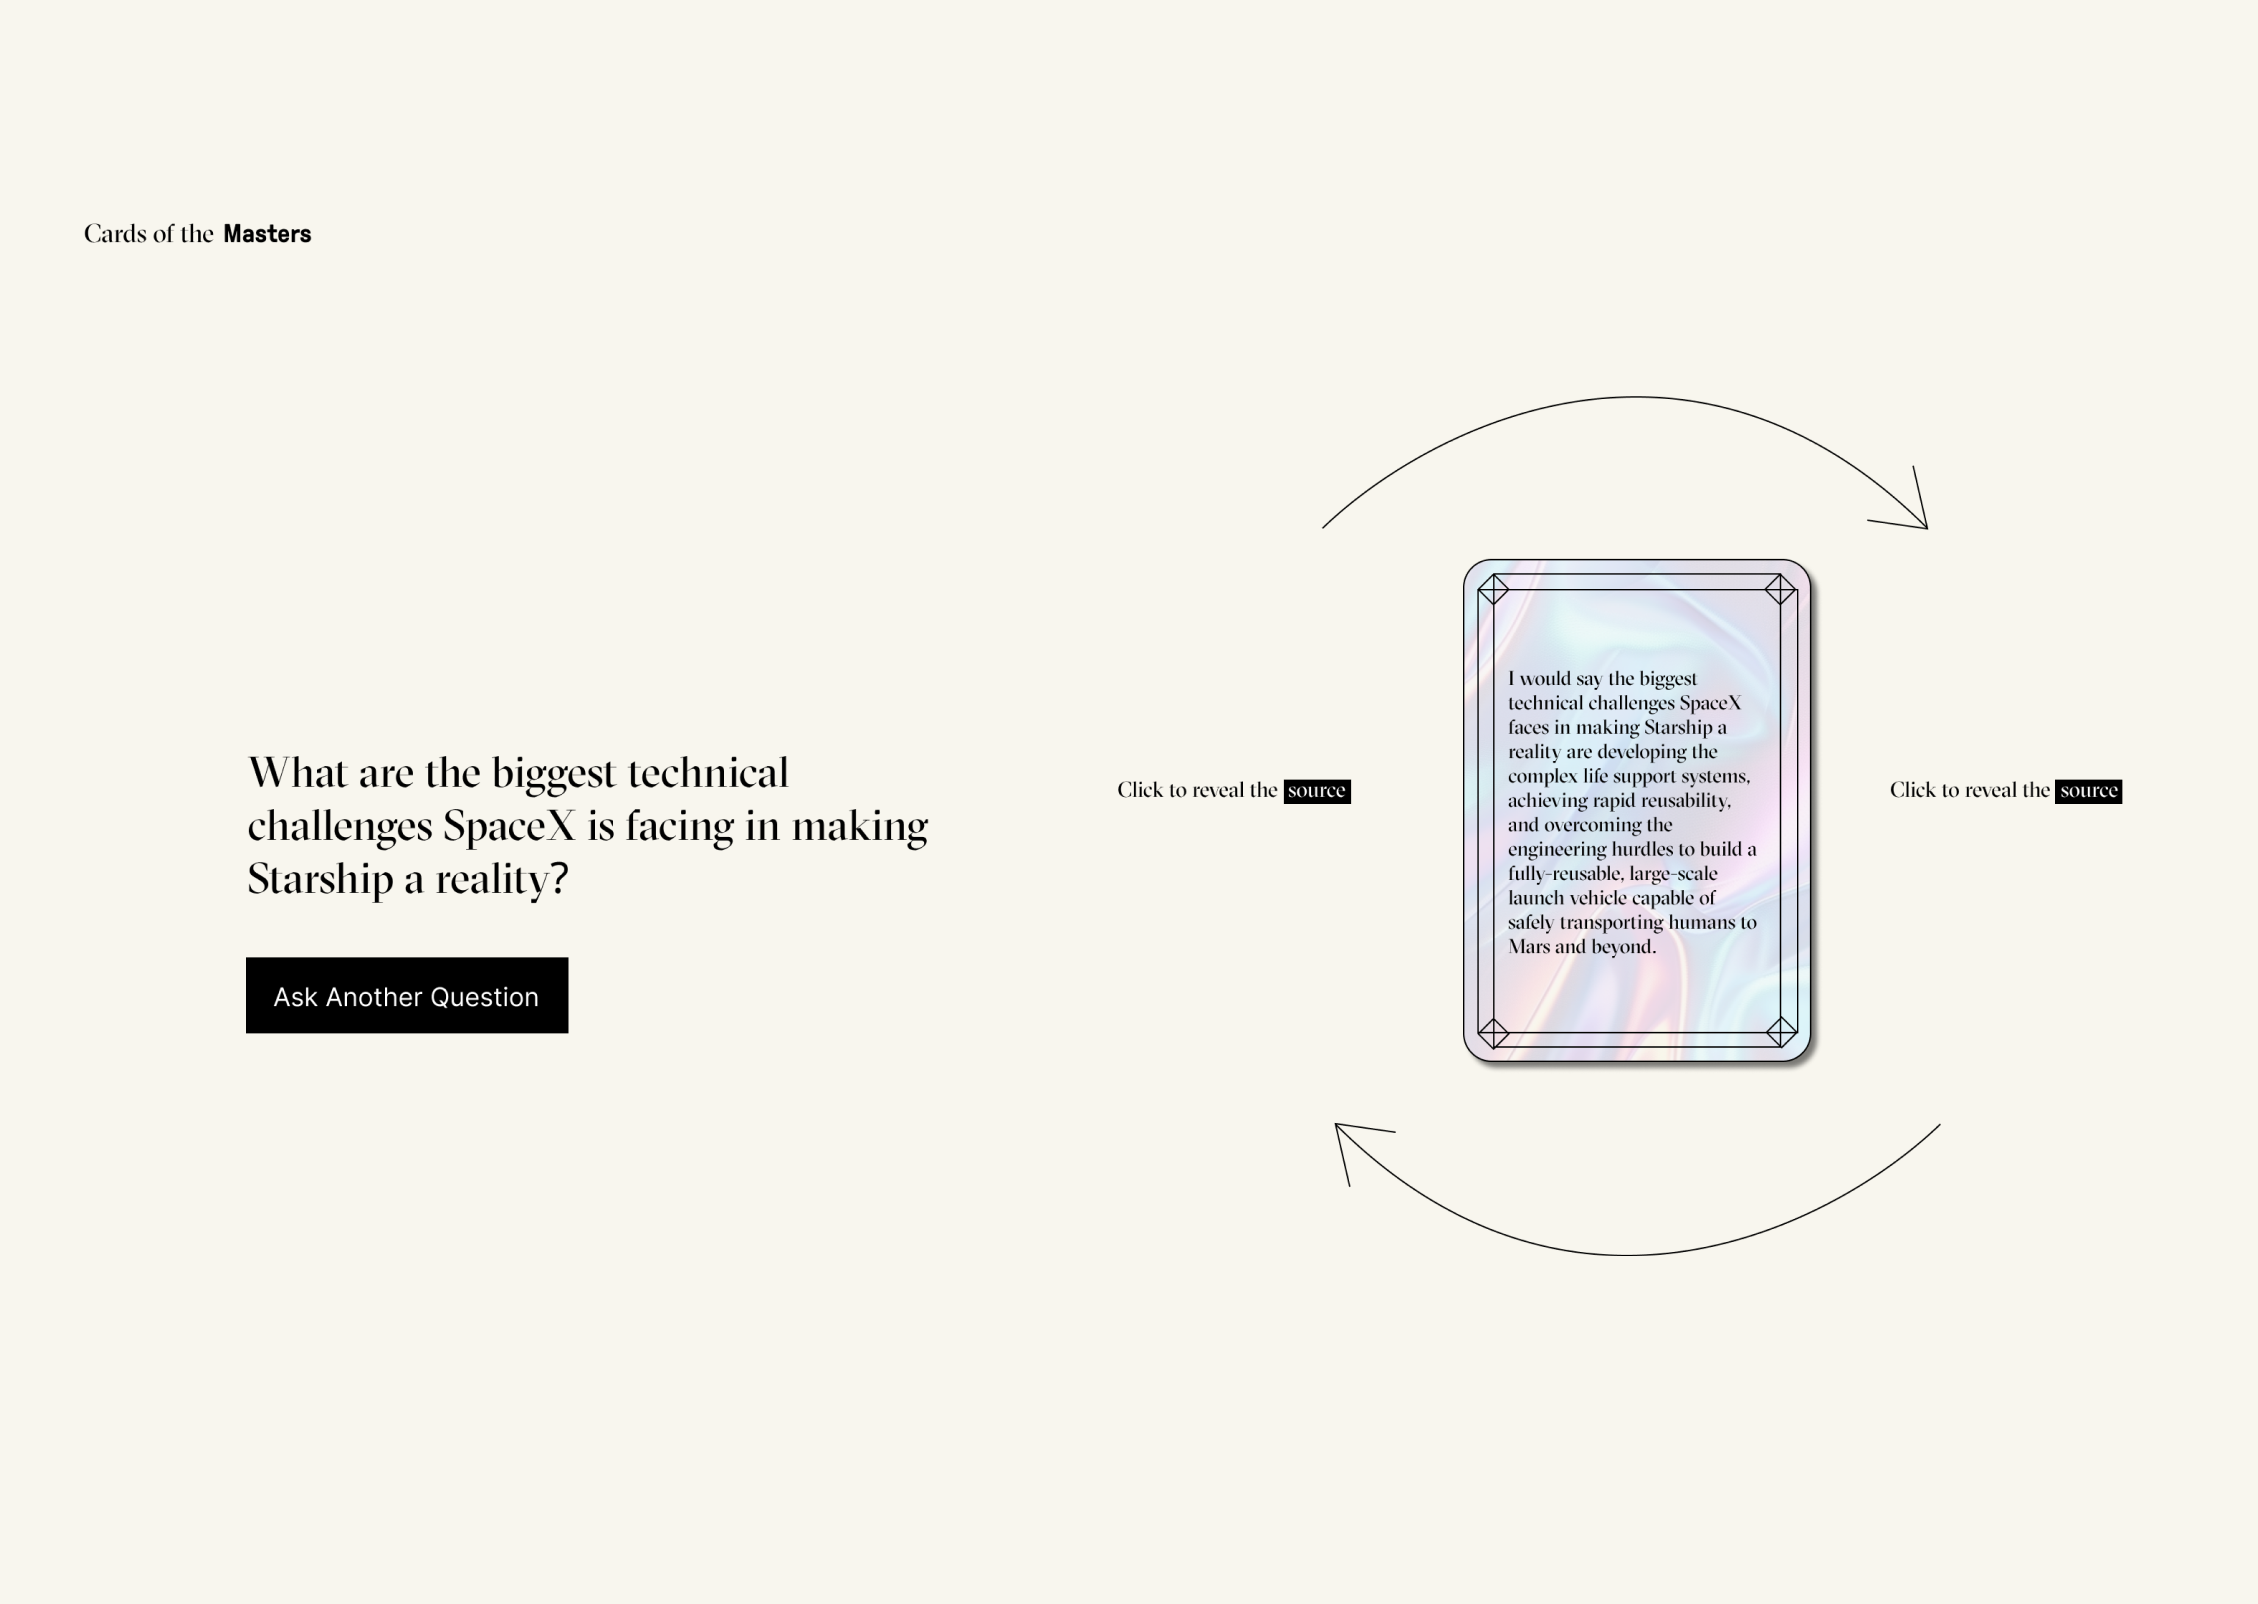 Cards of the Masters
What are the biggest technical
challenges SpaceX is facing in making
Starship a reality?
Ask Another Question
Click to reveal the source
I would say the biggest
technical challenges SpaceX
faces in making Starship a
reality are developing the
complex life support systems,
achieving rapid reusability,
and overcoming the
engineering hurdles to build a
fully-reusable, large-scale
launch vehicle capable of
safely transporting humans to
Mars and beyond.
Click to reveal the source